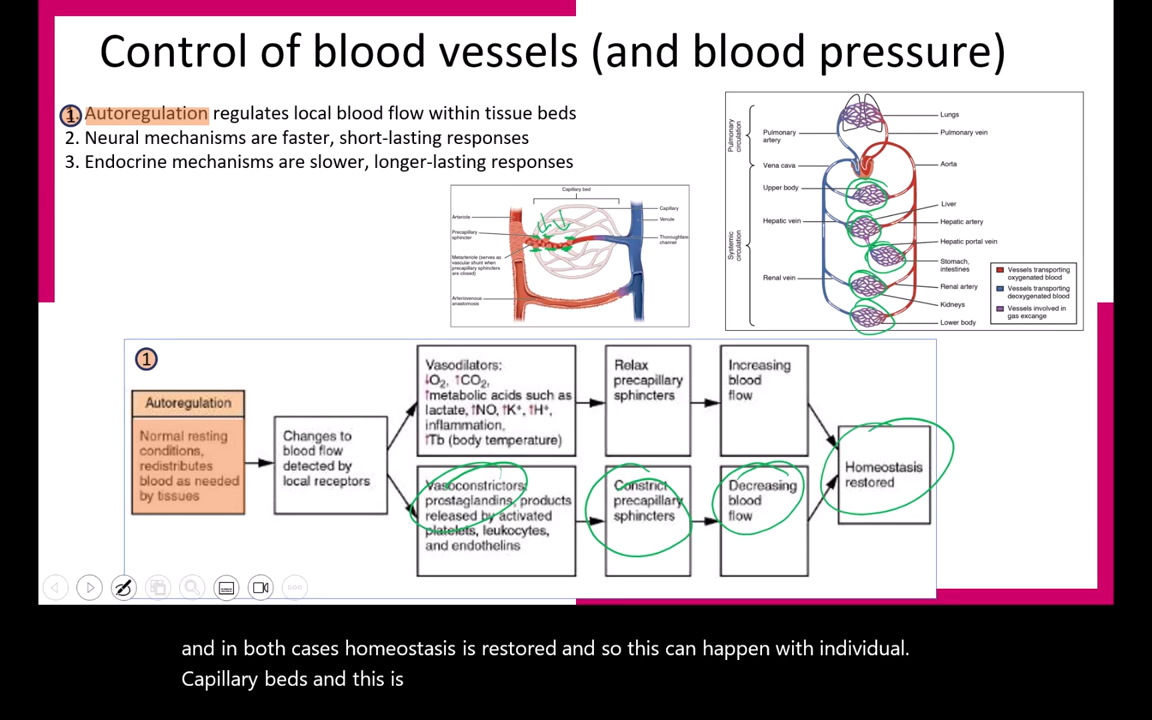 Control of blood vessels (and blood pressure)
1. Autoregulation regulates local blood flow within tissue beds
2. Neural mechanisms are faster, short-lasting responses
3. Endocrine mechanisms are slower, longer-lasting responses
Capillary bed
Arteriole
Precapillary
sphincter
Metarteriole (serves as
vascular shunt when
precapillary sphincters
are closed)
Arteriovenous
anastomosis
Capillary
Venule
Thoroughfare
channel
Pulmonary
circulation
Systemic
circulation
Pulmonary
artery
Vena cava
Upper body
Hepatic vein
Renal vein
Lungs
Pulmonary vein
Aorta
Liver
Hepatic artery
Hepatic portal vein
Stomach,
intestines
Renal artery
Kidneys
Lower body
Vessels transporting
oxygenated blood
Vessels transporting
deoxygenated blood
Vessels involved in
gas excange
1
Autoregulation
Normal resting
conditions,
redistributes
blood as needed
by tissues
Changes to
blood flow
detected by
local receptors
Vasodilators:
↓O₂, ↑CO₂,
↑metabolic acids such as
lactate, ↑NO, ↑K⁺, ↑H⁺,
inflammation,
↑Tb (body temperature)
Relax
precapillary
sphincters
Increasing
blood
flow
Vasoconstrictors:
prostaglandins, products
released by activated
platelets, leukocytes,
and endothelins
Constrict
precapillary
sphincters
Decreasing
blood
flow
Homeostasis
restored
and in both cases homeostasis is restored and so this can happen with individual.
Capillary beds and this is